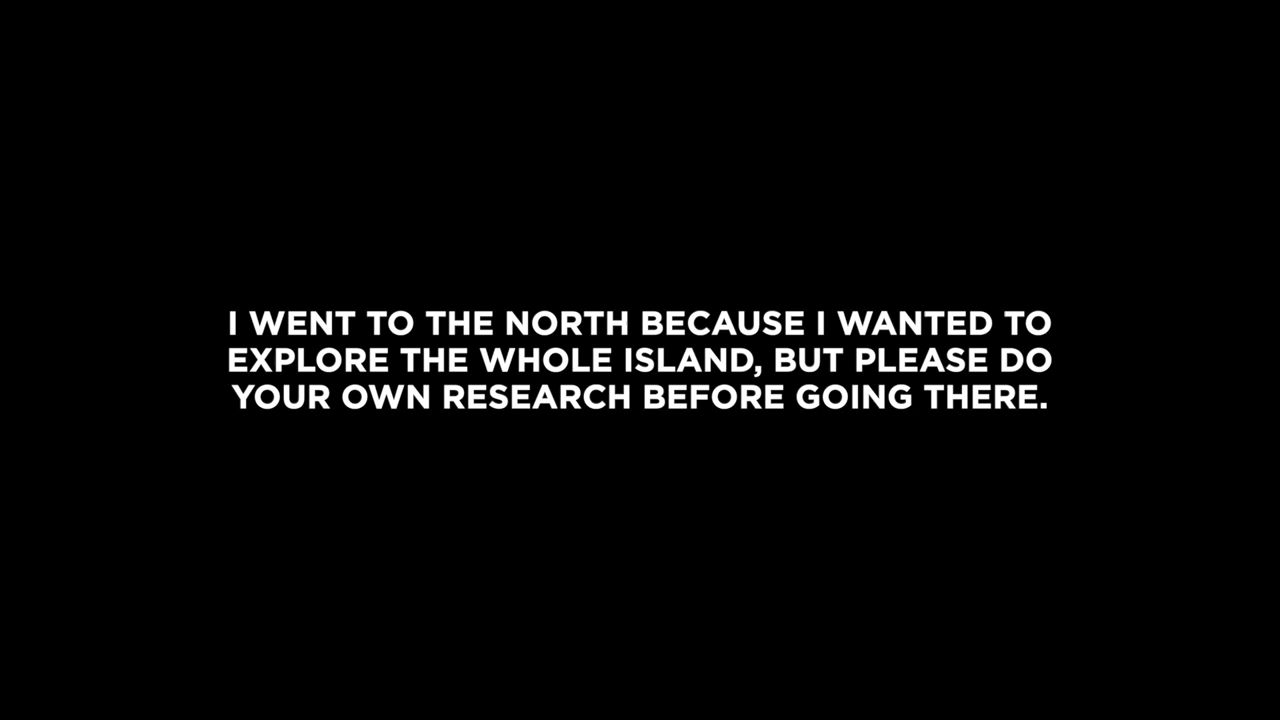 I WENT TO THE NORTH BECAUSE I WANTED TO
EXPLORE THE WHOLE ISLAND, BUT PLEASE DO
YOUR OWN RESEARCH BEFORE GOING THERE.